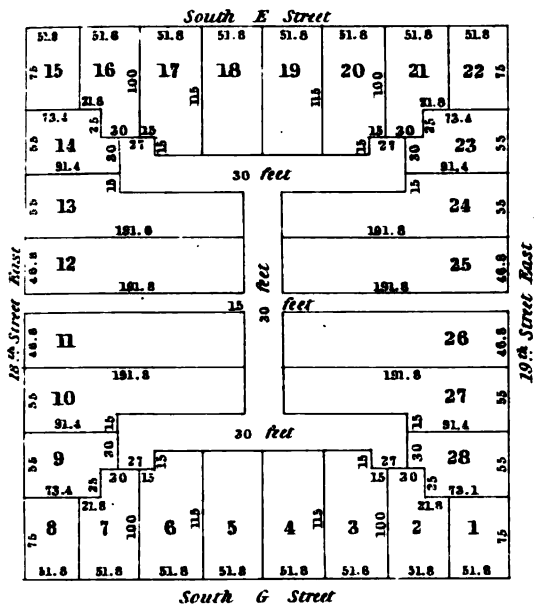 South E Street
51.8 51.8 51.8 51.8 51.8 51.8 51.8 51.8
75 15 16 17 18 19 20 21 22 75
100 115 115 100
21.8 21.8
73.4 25 30 15 15 30 25 73.4
14 27 27 23
55 30 15 15 30 55
91.4 91.4
30 feet
15 15
55 13 24 55
191.8 191.8
46.8 12 25 46.8
191.8 191.8
18th Street East
19th Street East
feet
15 feet
30
46.8 11 26 46.8
191.8 191.8
55 10 27 55
91.4 15 15 91.4
30 feet
55 9 30 15 15 30 28 55
27 27
73.4 25 30 15 15 30 25 73.1
21.8 21.8
75 8 7 6 5 4 3 2 1 75
100 115 115 100
51.8 51.8 51.8 51.8 51.8 51.8 51.8 51.8
South G Street